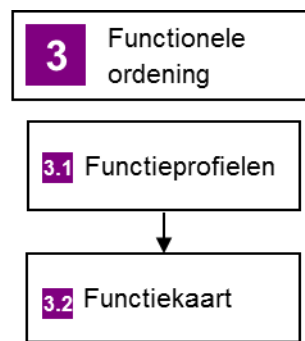 3 Functionele
ordening
3.1 Functieprofielen
3.2 Functiekaart